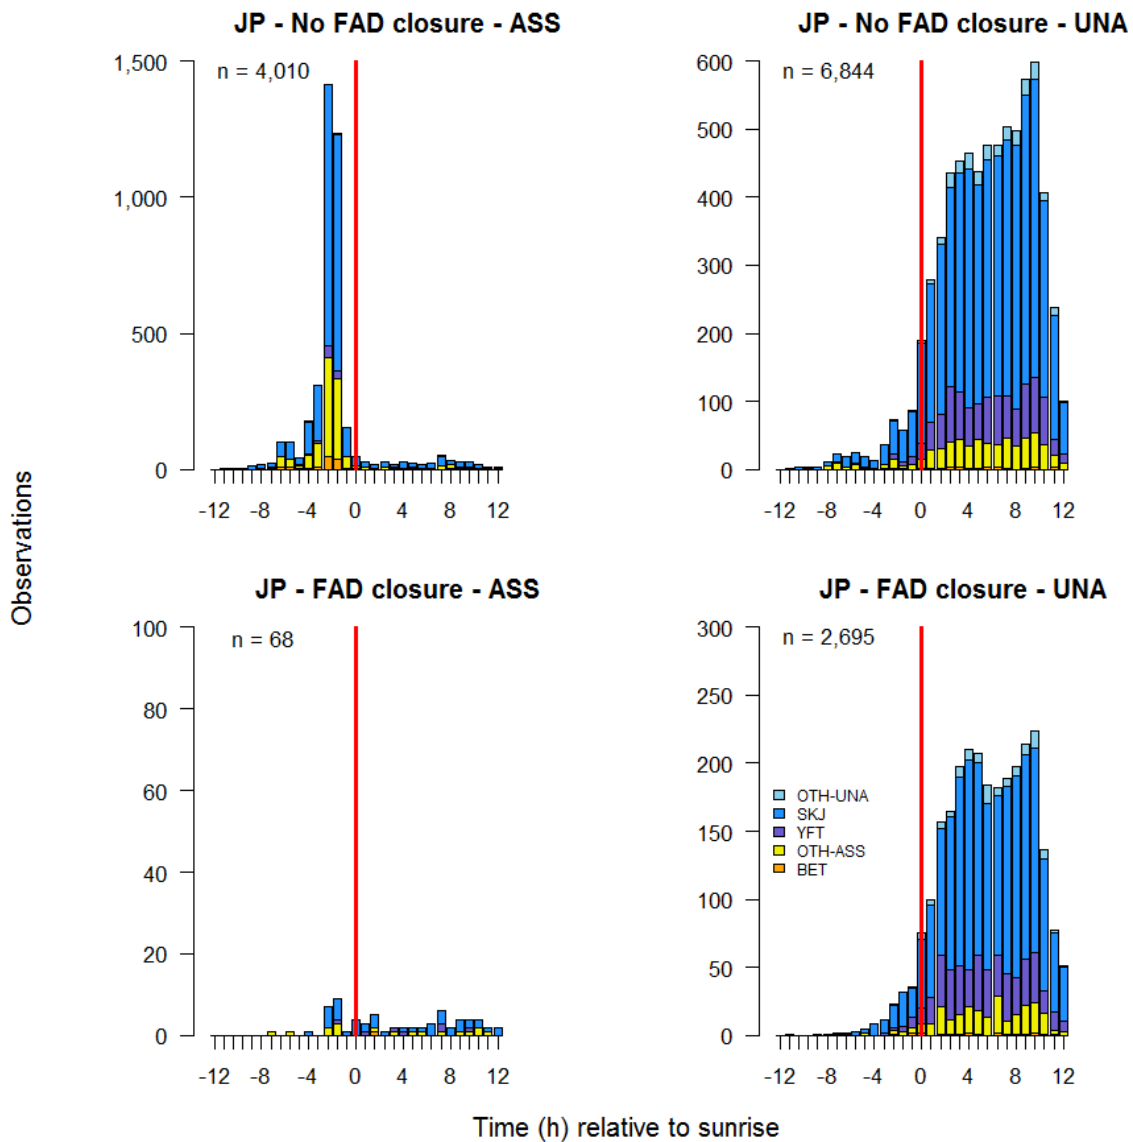 JP - No FAD closure - ASS
n = 4,010
1,500
1,000
500
0
-12 -8 -4 0 4 8 12
JP - No FAD closure - UNA
n = 6,844
600
500
400
300
200
100
0
-12 -8 -4 0 4 8 12
Observations
JP - FAD closure - ASS
n = 68
100
80
60
40
20
0
-12 -8 -4 0 4 8 12
JP - FAD closure - UNA
n = 2,695
300
250
200
150
100
50
0
OTH-UNA
SKJ
YFT
OTH-ASS
BET
-12 -8 -4 0 4 8 12
Time (h) relative to sunrise